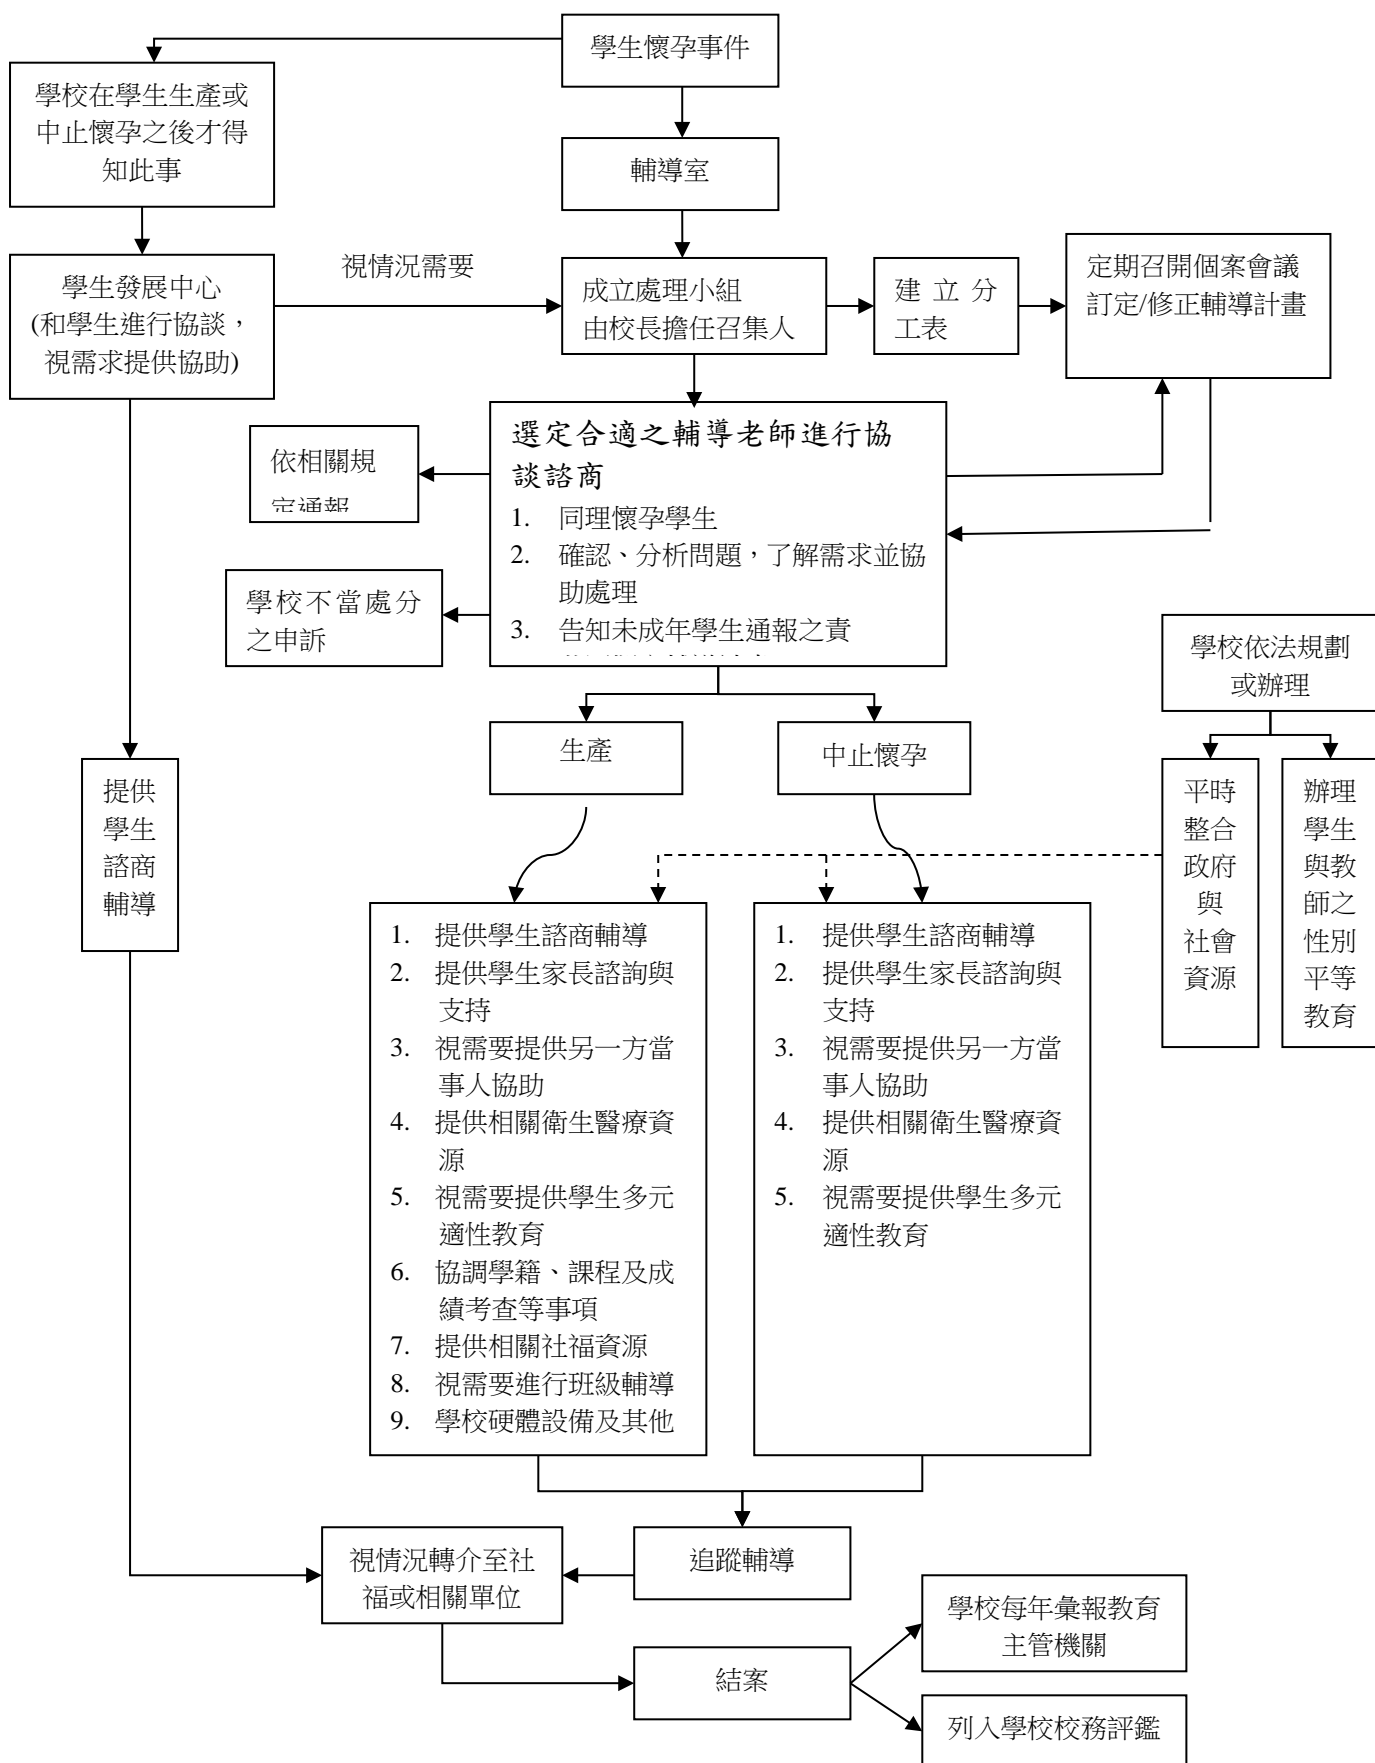 學生懷孕事件
學校在學生生產或
中止懷孕之後才得
知此事
輔導室
學生發展中心
(和學生進行協談，
視需求提供協助)
視情況需要
成立處理小組
由校長擔任召集人
建立分
工表
定期召開個案會議
訂定/修正輔導計畫
選定合適之輔導老師進行協
談諮商
1. 同理懷孕學生
2. 確認、分析問題，了解需求並協
助處理
3. 告知未成年學生通報之責
依相關規
定通報
學校不當處分
之申訴
學校依法規劃
或辦理
生產
中止懷孕
平時
整合
政府
與
社會
資源
辦理
學生
與教
師之
性別
平等
教育
提供
學生
諮商
輔導
1. 提供學生諮商輔導
2. 提供學生家長諮詢與
支持
3. 視需要提供另一方當
事人協助
4. 提供相關衛生醫療資
源
5. 視需要提供學生多元
適性教育
6. 協調學籍、課程及成
績考查等事項
7. 提供相關社福資源
8. 視需要進行班級輔導
9. 學校硬體設備及其他
1. 提供學生諮商輔導
2. 提供學生家長諮詢與
支持
3. 視需要提供另一方當
事人協助
4. 提供相關衛生醫療資
源
5. 視需要提供學生多元
適性教育
視情況轉介至社
福或相關單位
追蹤輔導
結案
學校每年彙報教育
主管機關
列入學校校務評鑑